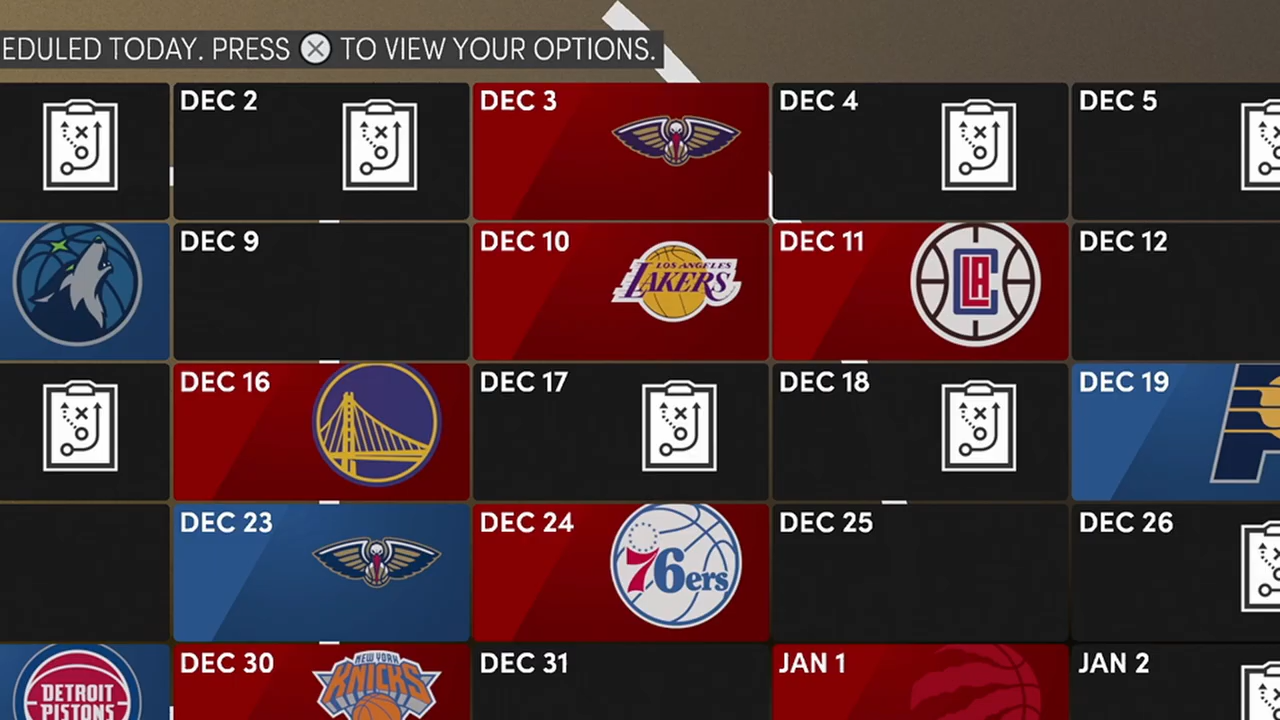 EDULED TODAY. PRESS ⓧ TO VIEW YOUR OPTIONS.
DEC 2
DEC 3
DEC 4
DEC 5
DEC 9
DEC 10
LOS ANGELES
LAKERS
DEC 11
LA
DEC 12
DEC 16
DEC 17
DEC 18
DEC 19
DEC 23
DEC 24
76ers
DEC 25
DEC 26
DETROIT
PISTONS
DEC 30
NEW YORK
KNICKS
DEC 31
JAN 1
JAN 2